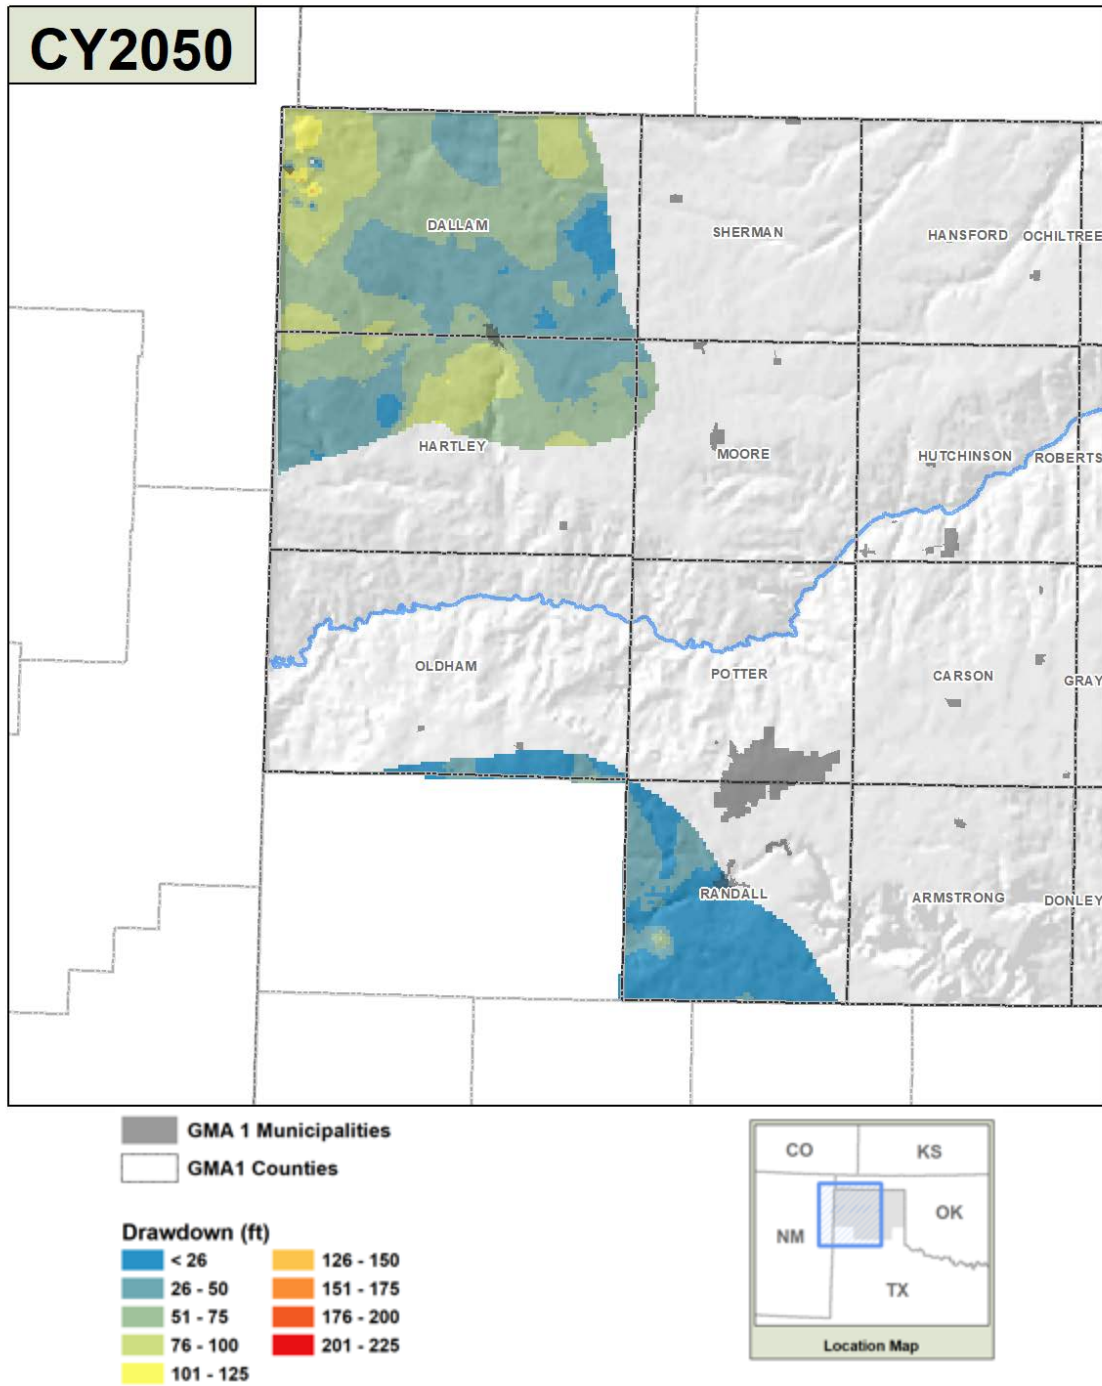 CY2050
DALLAM
SHERMAN
HANSFORD
OCHILTREE
HARTLEY
MOORE
HUTCHINSON
ROBERTS
OLDHAM
POTTER
CARSON
GRAY
RANDALL
ARMSTRONG
DONLEY
GMA 1 Municipalities
GMA1 Counties
Drawdown (ft)
< 26
26 - 50
51 - 75
76 - 100
101 - 125
126 - 150
151 - 175
176 - 200
201 - 225
CO
KS
NM
OK
TX
Location Map